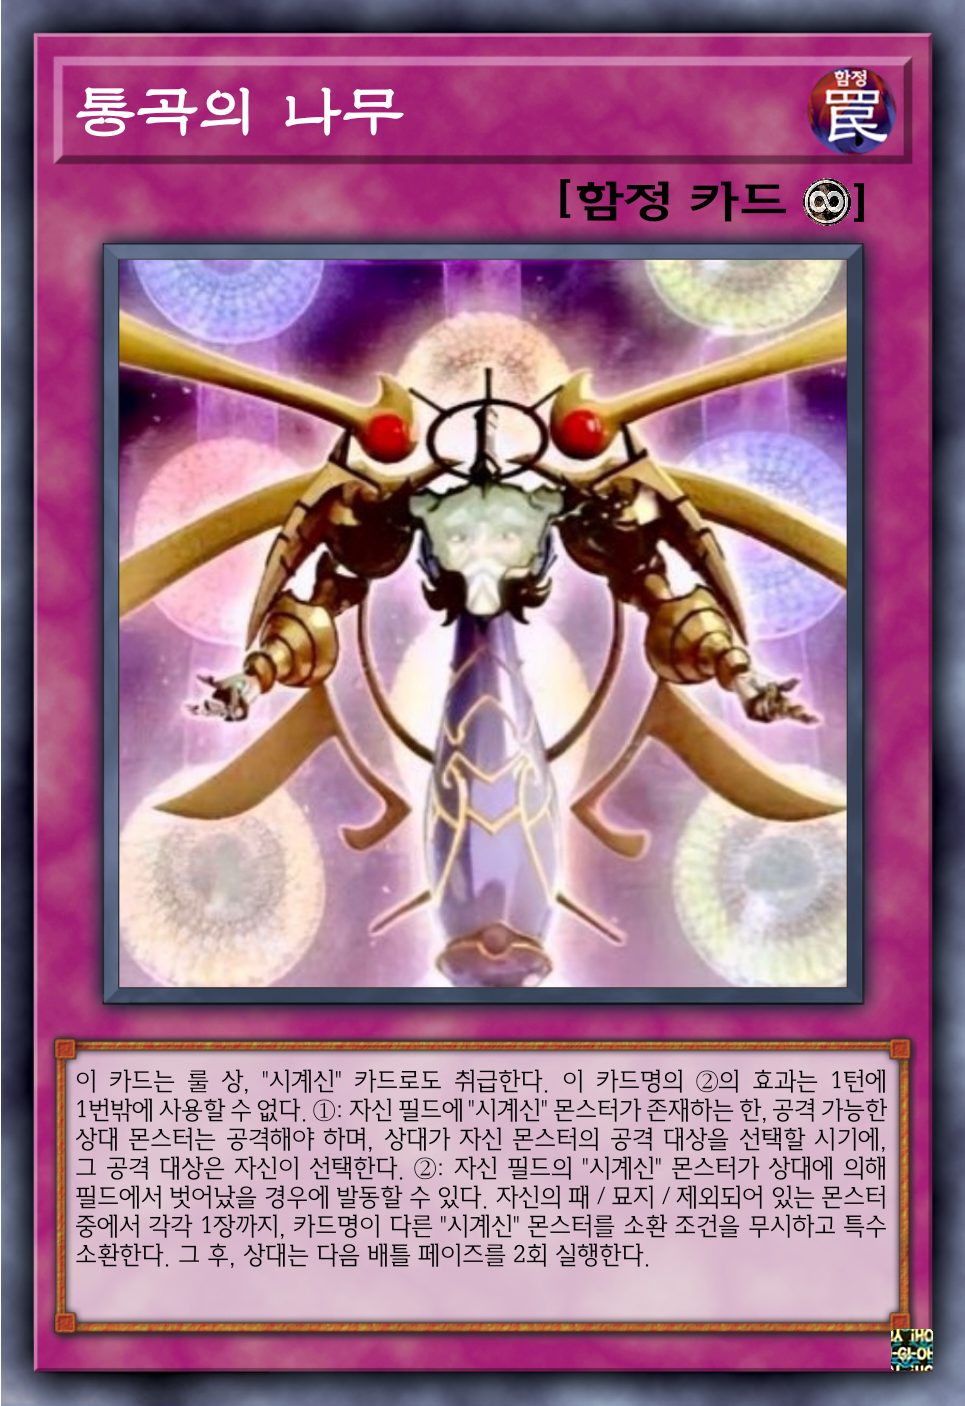 통곡의 나무
함정
罠
[함정 카드 ∞]
이 카드는 룰 상, "시계신" 카드로도 취급한다. 이 카드명의 ②의 효과는 1턴에
1번밖에 사용할 수 없다. ①: 자신 필드에 "시계신" 몬스터가 존재하는 한, 공격 가능한
상대 몬스터는 공격해야 하며, 상대가 자신 몬스터의 공격 대상을 선택할 시기에,
그 공격 대상은 자신이 선택한다. ②: 자신 필드의 "시계신" 몬스터가 상대에 의해
필드에서 벗어났을 경우에 발동할 수 있다. 자신의 패 / 묘지 / 제외되어 있는 몬스터
중에서 각각 1장까지, 카드명이 다른 "시계신" 몬스터를 소환 조건을 무시하고 특수
소환한다. 그 후, 상대는 다음 배틀 페이즈를 2회 실행한다.